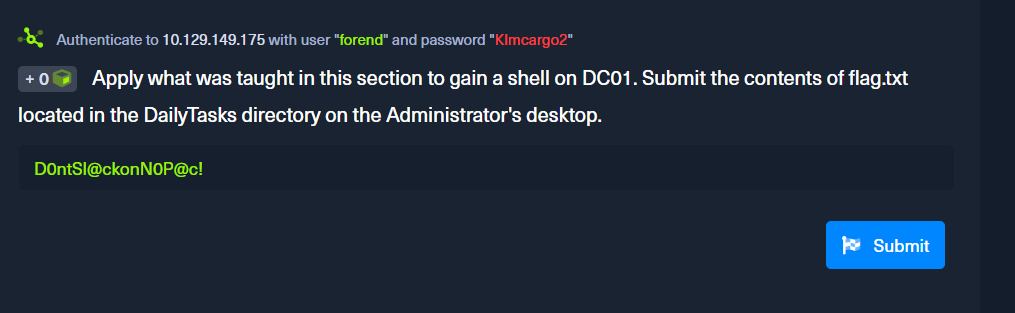 Authenticate to 10.129.149.175 with user "forend" and password "Klmcargo2"
+ 0 Apply what was taught in this section to gain a shell on DC01. Submit the contents of flag.txt
located in the DailyTasks directory on the Administrator's desktop.
D0ntSl@ckonN0P@c!
Submit